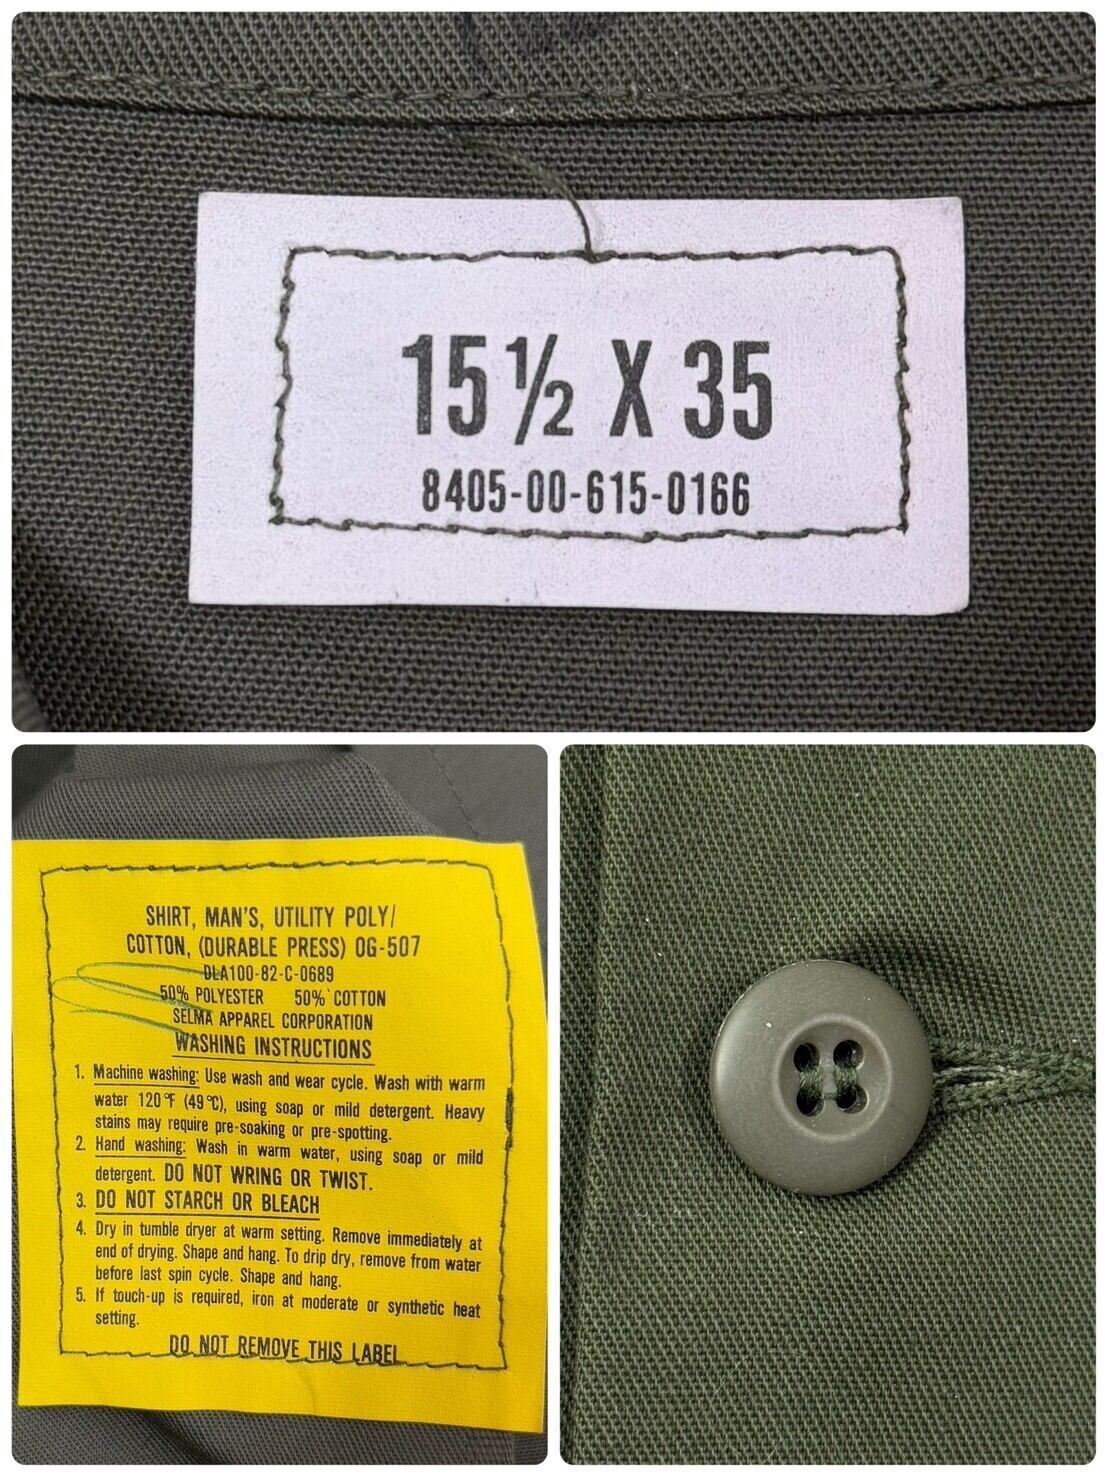 15½ X 35
8405-00-615-0166
SHIRT, MAN'S, UTILITY POLY/
COTTON, (DURABLE PRESS) OG-507
DLA100-82-C-0689
50% POLYESTER 50% COTTON
SELMA APPAREL CORPORATION
WASHING INSTRUCTIONS
1. Machine washing: Use wash and wear cycle. Wash with warm
water 120°F (49°C), using soap or mild detergent. Heavy
stains may require pre-soaking or pre-spotting.
2. Hand washing: Wash in warm water, using soap or mild
detergent. DO NOT WRING OR TWIST.
3. DO NOT STARCH OR BLEACH
4. Dry in tumble dryer at warm setting. Remove immediately at
end of drying. Shape and hang. To drip dry, remove from water
before last spin cycle. Shape and hang.
5. If touch-up is required, iron at moderate or synthetic heat
setting.
DO NOT REMOVE THIS LABEL